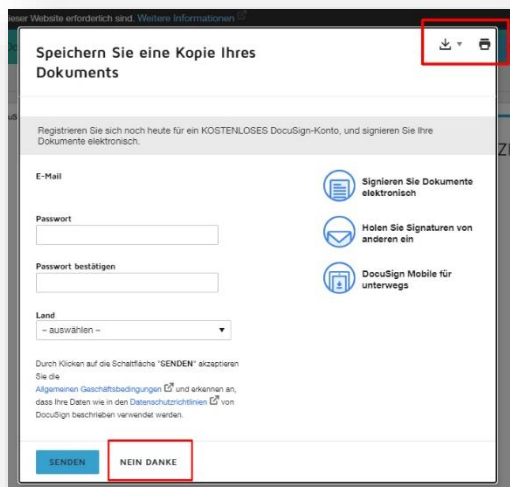 ieser Website erforderlich sind. Weitere Informationen
Speichern Sie eine Kopie Ihres
Dokuments
Registrieren Sie sich noch heute für ein KOSTENLOSES DocuSign-Konto, und signieren Sie Ihre
Dokumente elektronisch.
E-Mail
Passwort
Passwort bestätigen
Land
– auswählen –
Durch Klicken auf die Schaltfläche "SENDEN" akzeptieren
Sie die
Allgemeinen Geschäftsbedingungen und erkennen an,
dass Ihre Daten wie in den Datenschutzrichtlinien von
DocuSign beschrieben verwendet werden.
Signieren Sie Dokumente
elektronisch
Holen Sie Signaturen von
anderen ein
DocuSign Mobile für
unterwegs
SENDEN NEIN DANKE